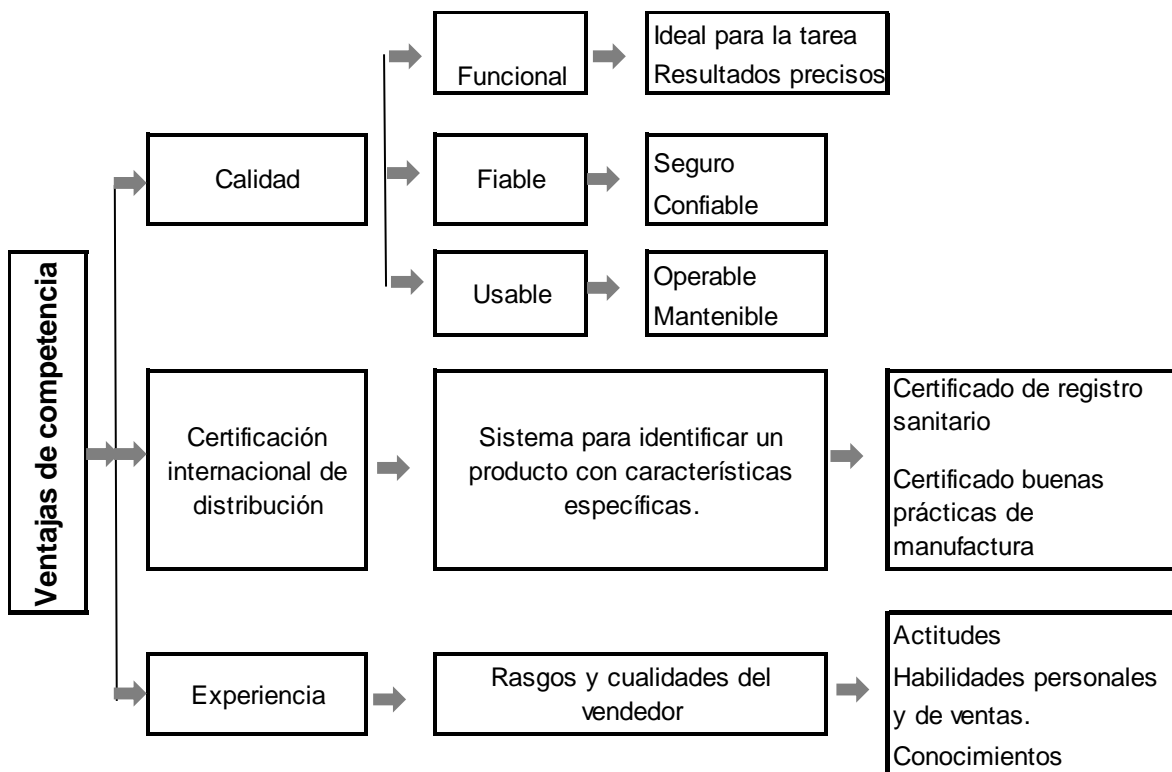 Ventajas de competencia
Calidad
Funcional
Ideal para la tarea
Resultados precisos
Fiable
Seguro
Confiable
Usable
Operable
Mantenible
Certificación
internacional de
distribución
Sistema para identificar un
producto con características
específicas.
Certificado de registro
sanitario
Certificado buenas
prácticas de
manufactura
Experiencia
Rasgos y cualidades del
vendedor
Actitudes
Habilidades personales
y de ventas.
Conocimientos